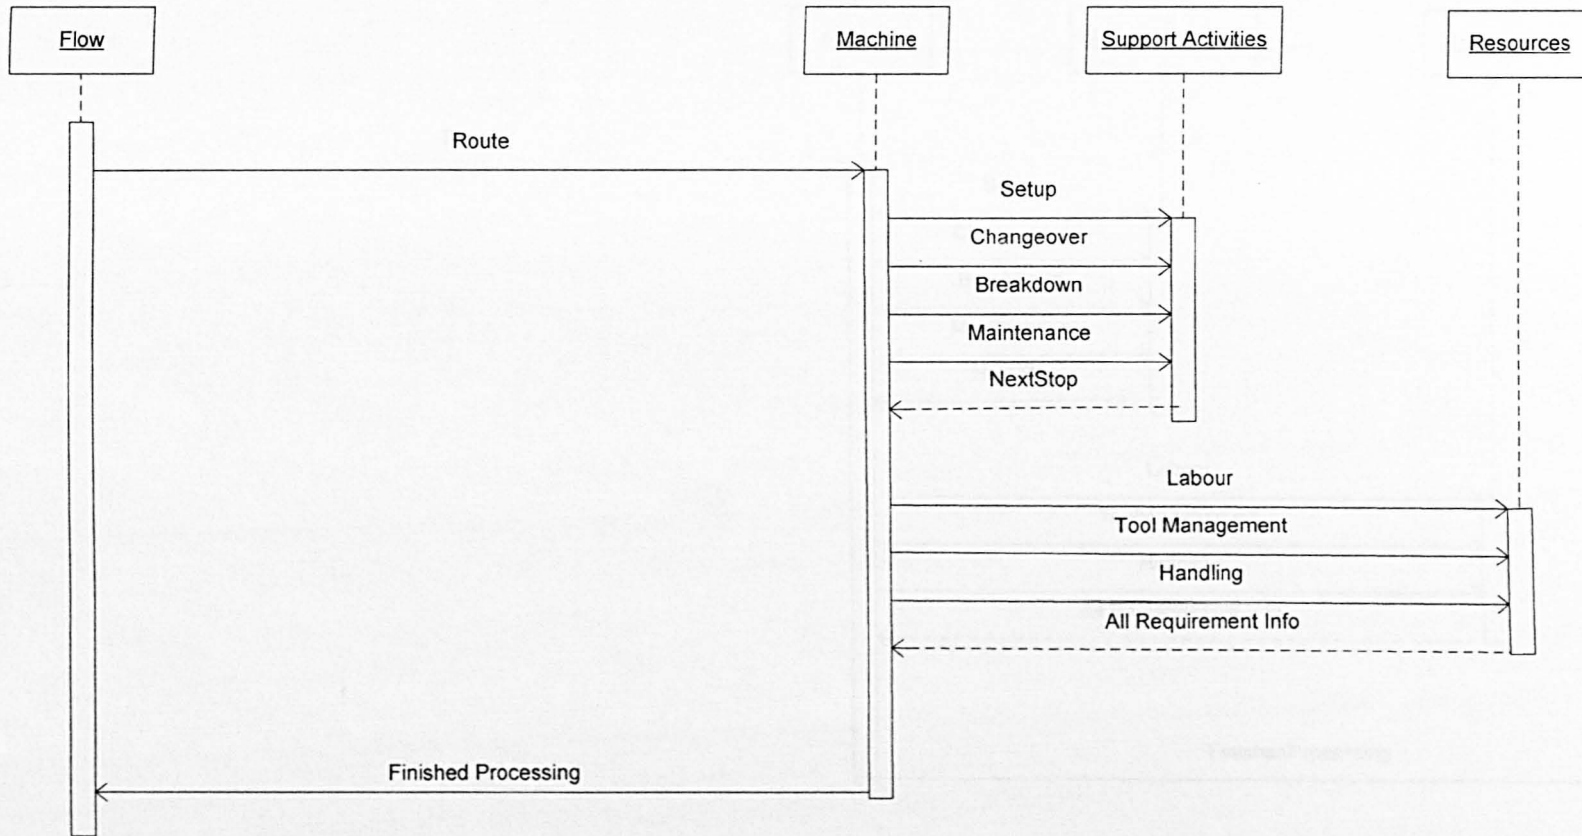 Flow
Machine
Support Activities
Resources
Route
Setup
Changeover
Breakdown
Maintenance
NextStop
Labour
Tool Management
Handling
All Requirement Info
Finished Processing